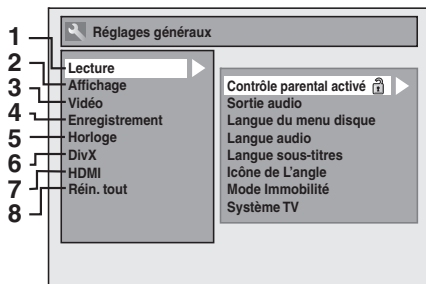 Réglages généraux
1
2
3
4
5
6
7
8
Lecture
Affichage
Vidéo
Enregistrement
Horloge
DivX
HDMI
Réin. tout
Contrôle parental activé
Sortie audio
Langue du menu disque
Langue audio
Langue sous-titres
Icône de L'angle
Mode Immobilité
Système TV